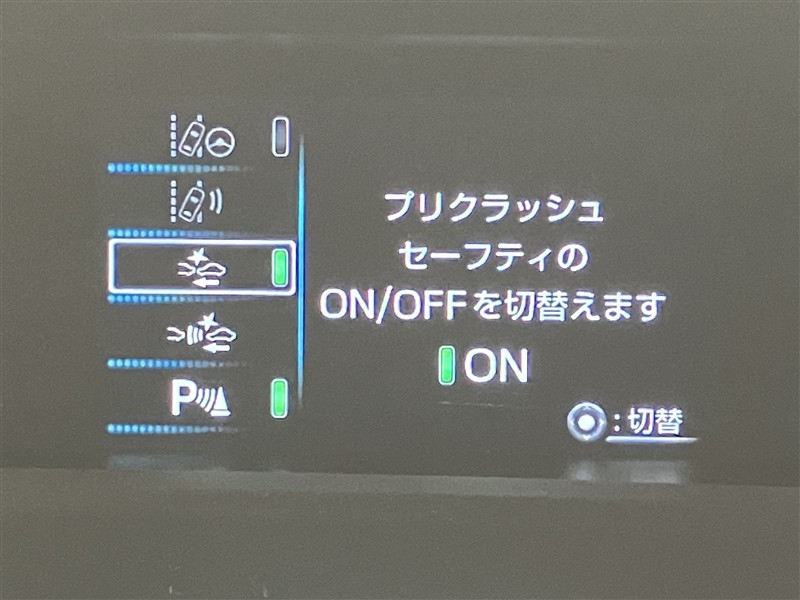 プリクラッシュ
セーフティの
ON/OFFを切替えます
ON
P
:切替